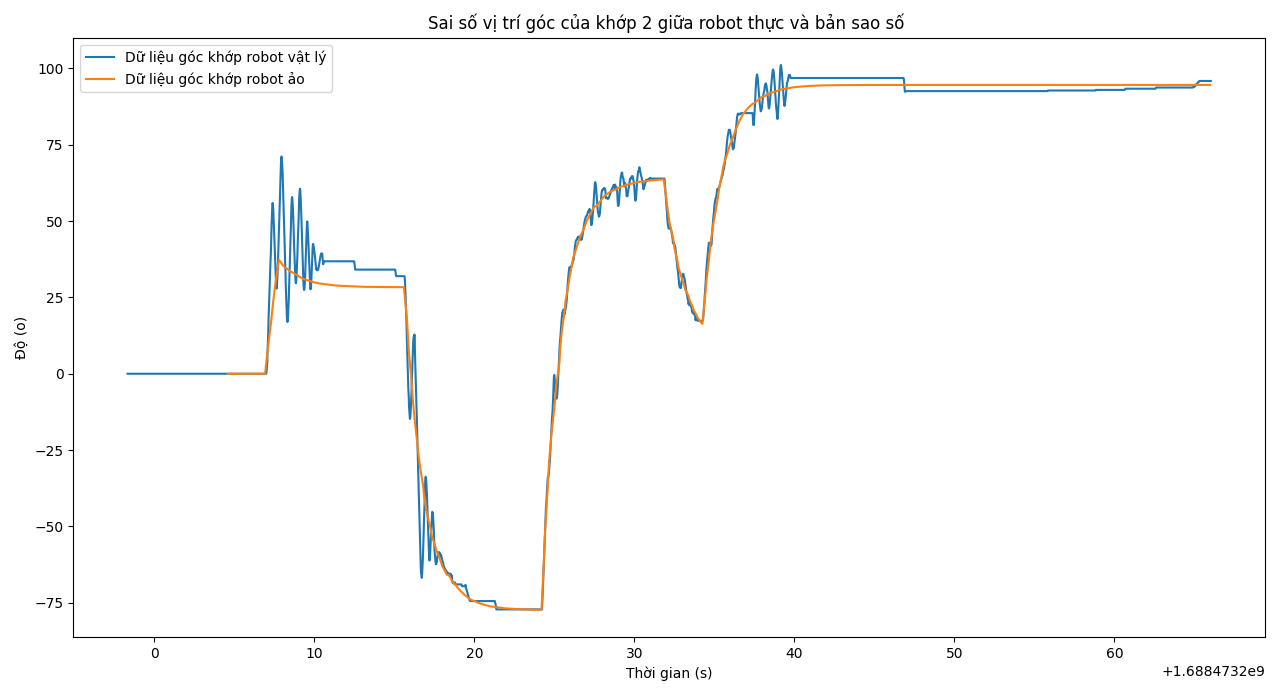 Sai số vị trí góc của khớp 2 giữa robot thực và bản sao số
Dữ liệu góc khớp robot vật lý
Dữ liệu góc khớp robot ảo
100
75
50
25
0
−25
−50
−75
Độ (o)
0
10
20
30
40
50
60
Thời gian (s)
+1.6884732e9